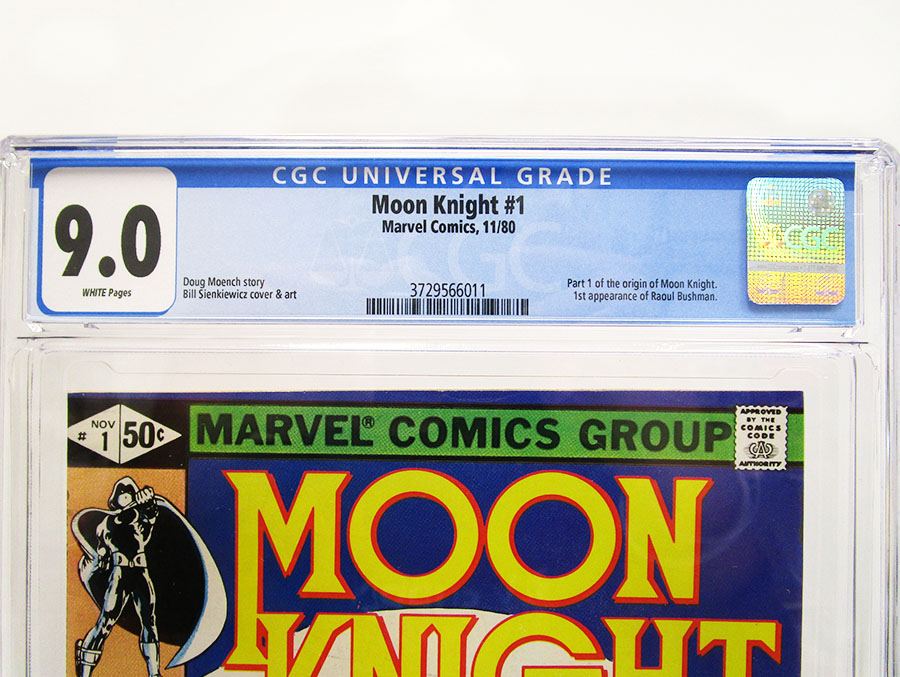 CGC UNIVERSAL GRADE
9.0
WHITE Pages
Moon Knight #1
Marvel Comics, 11/80
Doug Moench story
Bill Sienkiewicz cover & art
3729566011
Part 1 of the origin of Moon Knight.
1st appearance of Raoul Bushman.
CGC
CGC
# NOV 1
50¢
MARVEL® COMICS GROUP
APPROVED
BY THE
COMICS
CODE
CA
AUTHORITY
MOON
KNIGHT